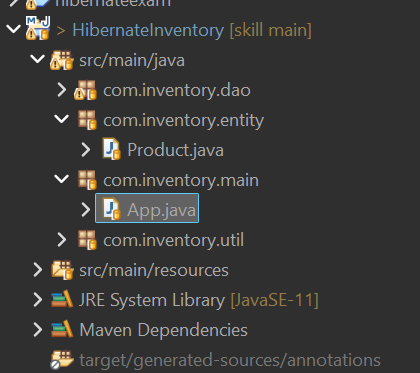 hibernateexam
> HibernateInventory [skill main]
src/main/java
com.inventory.dao
com.inventory.entity
Product.java
com.inventory.main
App.java
com.inventory.util
src/main/resources
JRE System Library [JavaSE-11]
Maven Dependencies
target/generated-sources/annotations